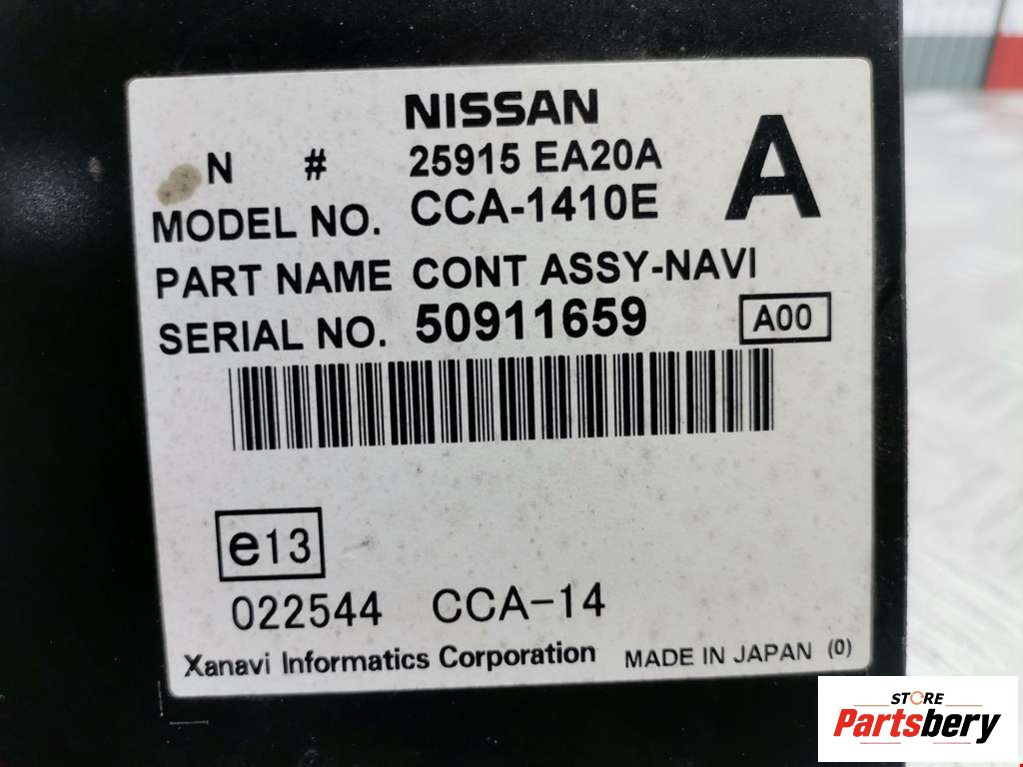 NISSAN
N # 25915 EA20A
A
MODEL NO. CCA-1410E
PART NAME CONT ASSY-NAVI
SERIAL NO. 50911659
A00
e13
022544 CCA-14
Xanavi Informatics Corporation MADE IN JAPAN (0)
STORE
Partsbery